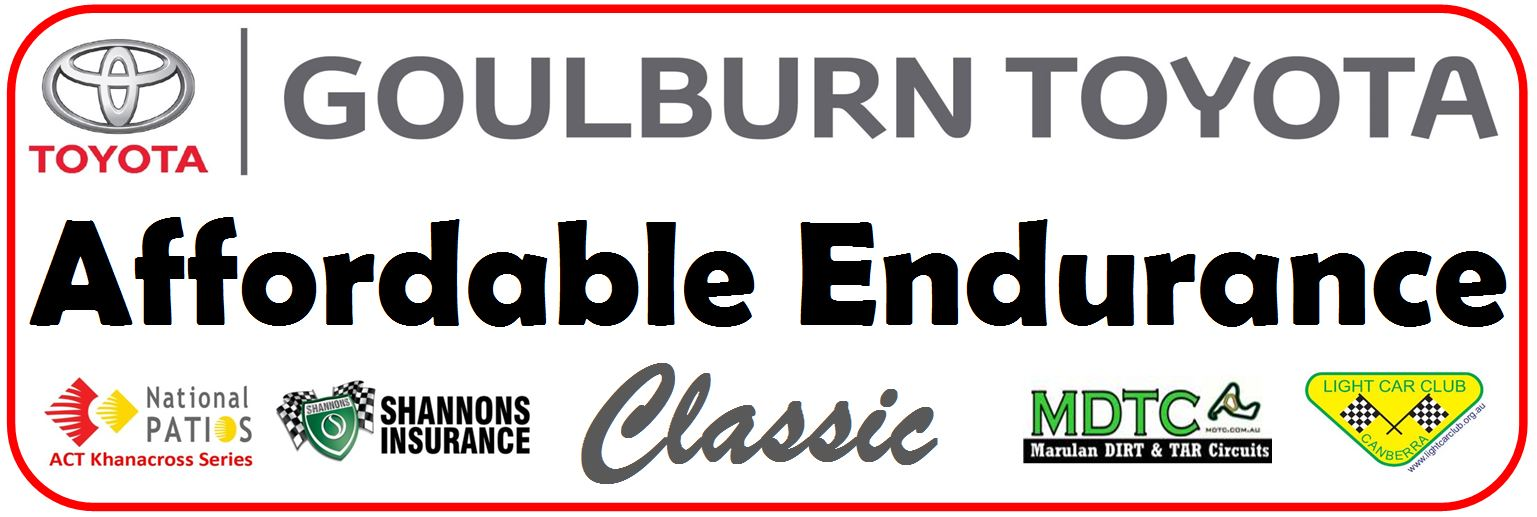 TOYOTA
GOULBURN TOYOTA
Affordable Endurance
Classic
National
PATIOS
ACT Khanacross Series
SHANNONS
SHANNONS
INSURANCE
MDTC
MDTC.COM.AU
Marulan DIRT & TAR Circuits
LIGHT CAR CLUB
CANBERRA
www.lightcarclub.org.au